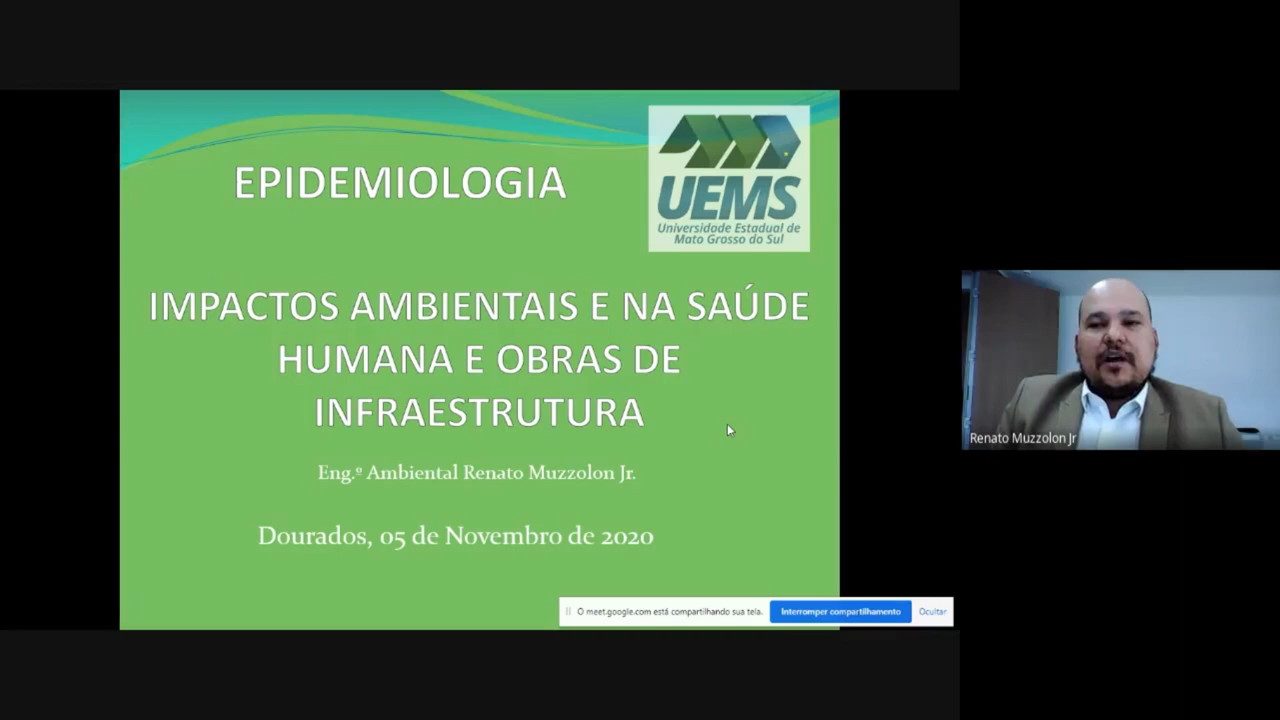 EPIDEMIOLOGIA
UEMS
Universidade Estadual de
Mato Grosso do Sul
IMPACTOS AMBIENTAIS E NA SAÚDE
HUMANA E OBRAS DE
INFRAESTRUTURA
Eng.º Ambiental Renato Muzzolon Jr.
Dourados, 05 de Novembro de 2020
O meet.google.com está compartilhando sua tela.
Interromper compartilhamento
Ocultar
Renato Muzzolon Jr